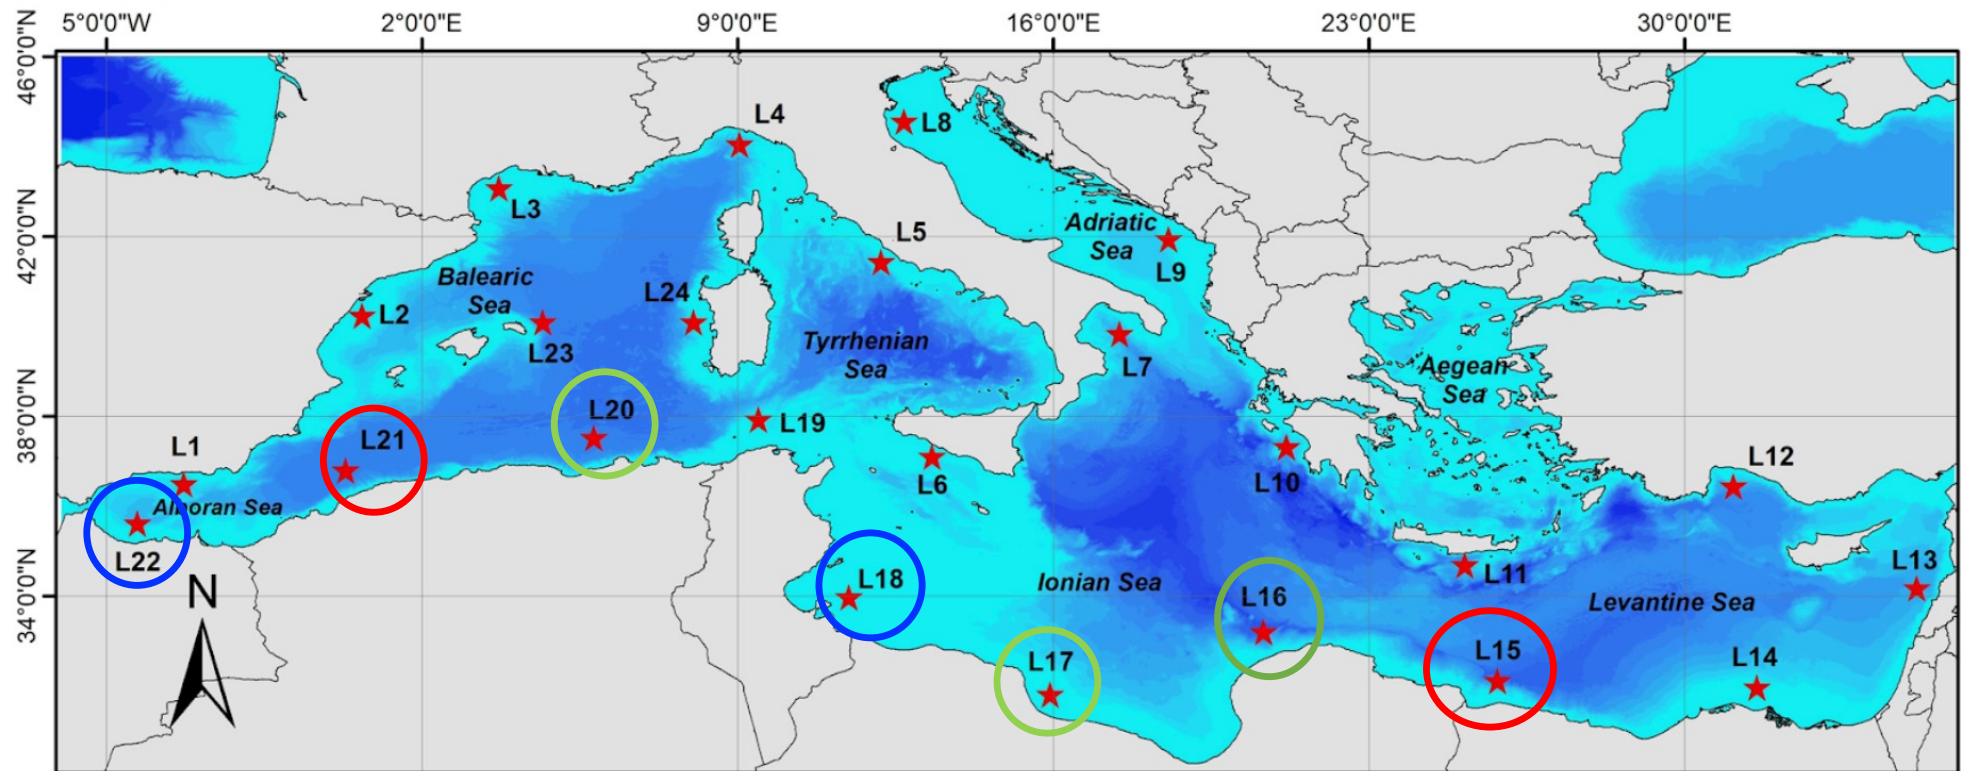 5°0'0"W 2°0'0"E 9°0'0"E 16°0'0"E 23°0'0"E 30°0'0"E
46°0'0"N
42°0'0"N
38°0'0"N
34°0'0"N
L4
L8
L3
L5
Adriatic
Sea
L9
Balearic
Sea
L24
L2
L23
Tyrrhenian
Sea
L7
Aegean
Sea
L20
L19
L21
L1
L6
L10
L12
Alboran Sea
L22
L18
Ionian Sea
L16
L11
Levantine Sea
L13
N
L17
L15
L14